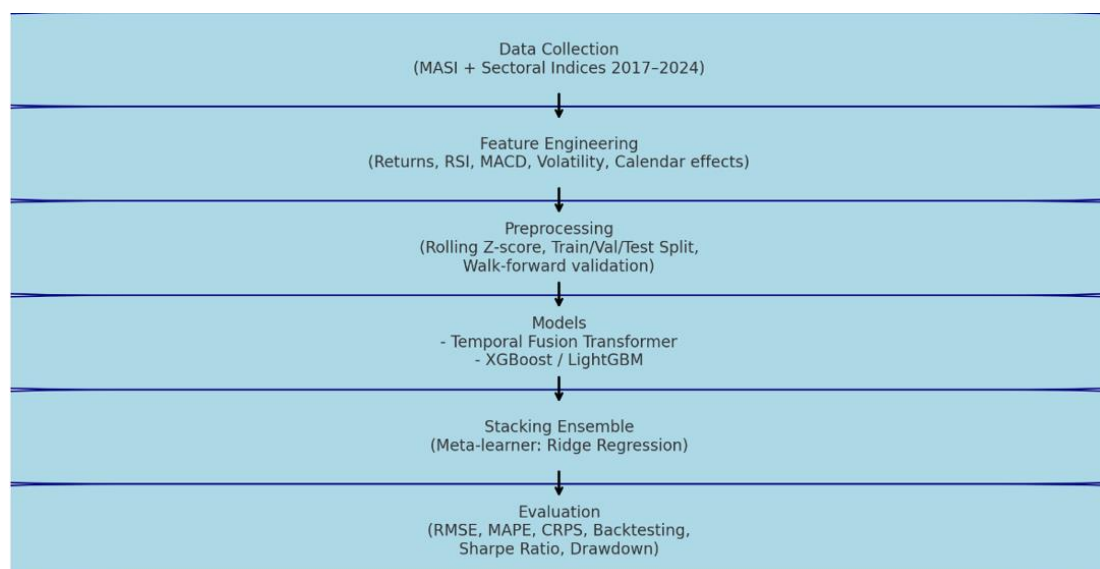 Data Collection
(MASI + Sectoral Indices 2017–2024)
Feature Engineering
(Returns, RSI, MACD, Volatility, Calendar effects)
Preprocessing
(Rolling Z-score, Train/Val/Test Split,
Walk-forward validation)
Models
- Temporal Fusion Transformer
- XGBoost / LightGBM
Stacking Ensemble
(Meta-learner: Ridge Regression)
Evaluation
(RMSE, MAPE, CRPS, Backtesting,
Sharpe Ratio, Drawdown)